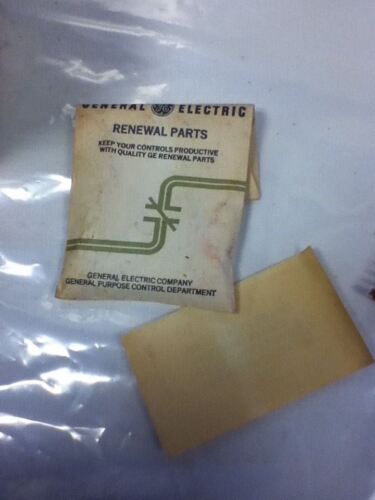 GENERAL GE ELECTRIC
RENEWAL PARTS
KEEP YOUR CONTROLS PRODUCTIVE
WITH QUALITY GE RENEWAL PARTS
GENERAL ELECTRIC COMPANY
GENERAL PURPOSE CONTROL DEPARTMENT